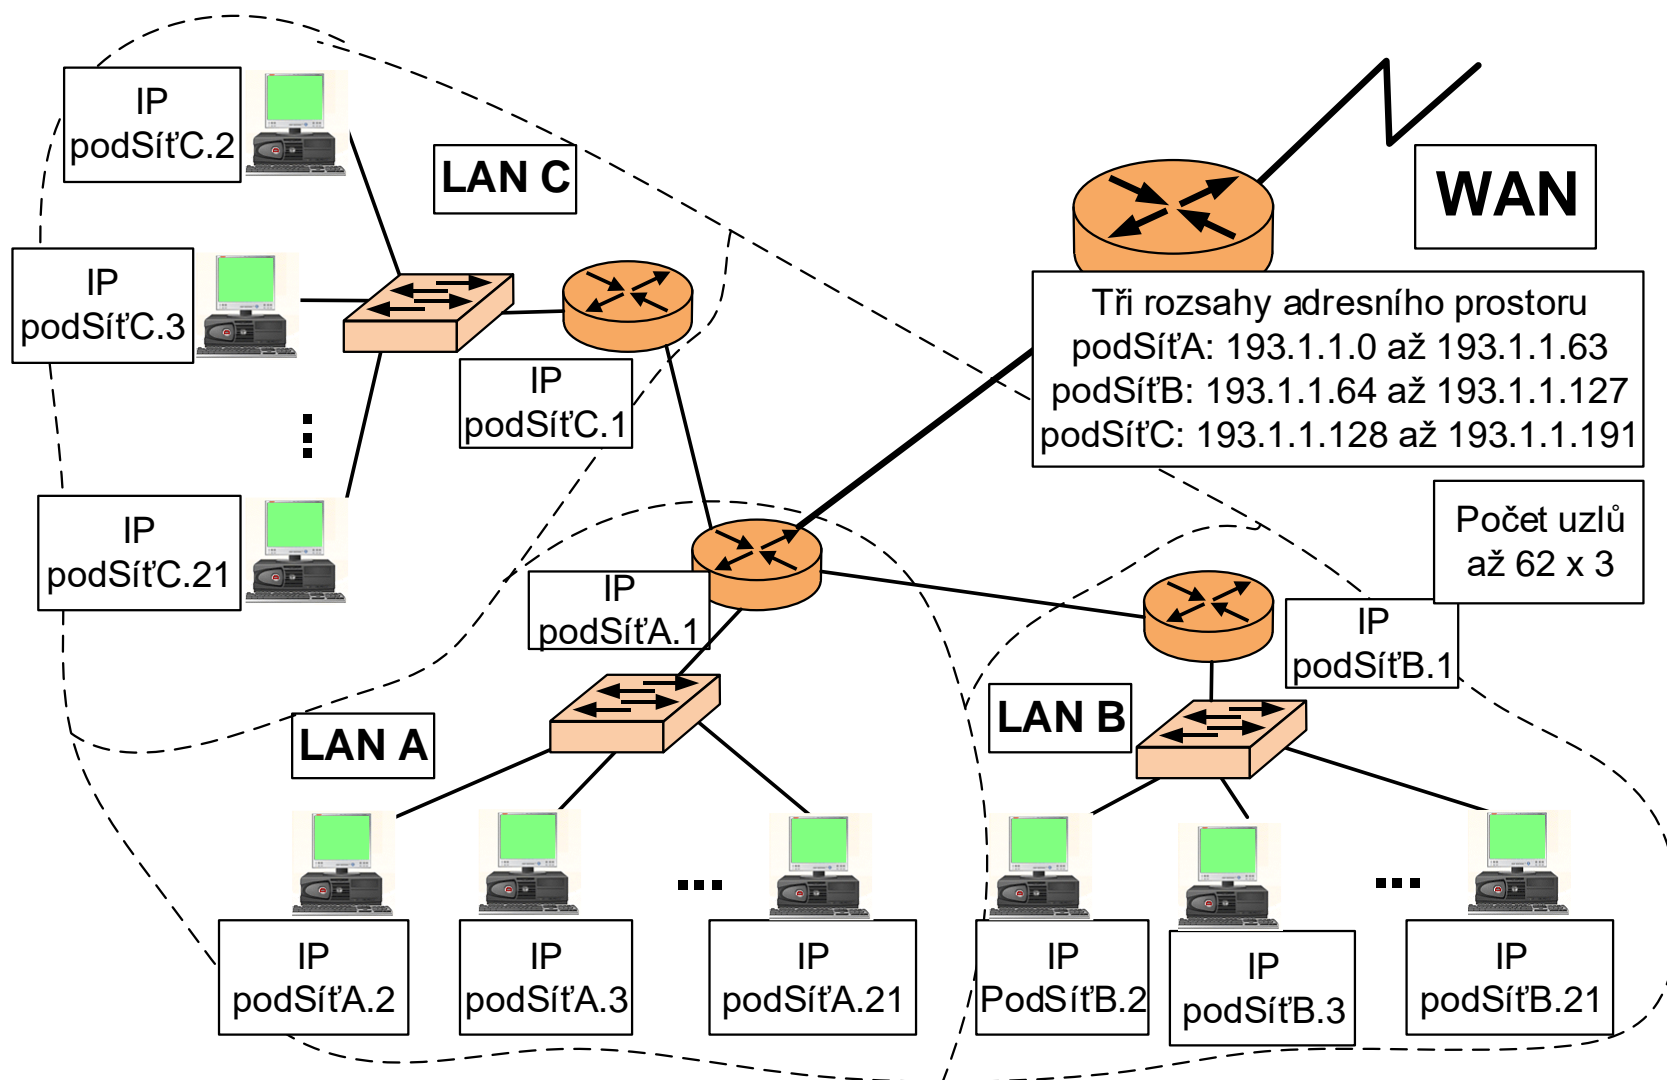 IP
podSíťC.2
LAN C
WAN
IP
podSíťC.3
Tři rozsahy adresního prostoru
podSíťA: 193.1.1.0 až 193.1.1.63
podSíťB: 193.1.1.64 až 193.1.1.127
podSíťC: 193.1.1.128 až 193.1.1.191
IP
podSíťC.1
IP
podSíťC.21
Počet uzlů
až 62 x 3
IP
podSíťA.1
IP
podSíťB.1
LAN A
LAN B
IP
podSíťA.2
IP
podSíťA.3
IP
podSíťA.21
IP
PodSíťB.2
IP
podSíťB.3
IP
podSíťB.21